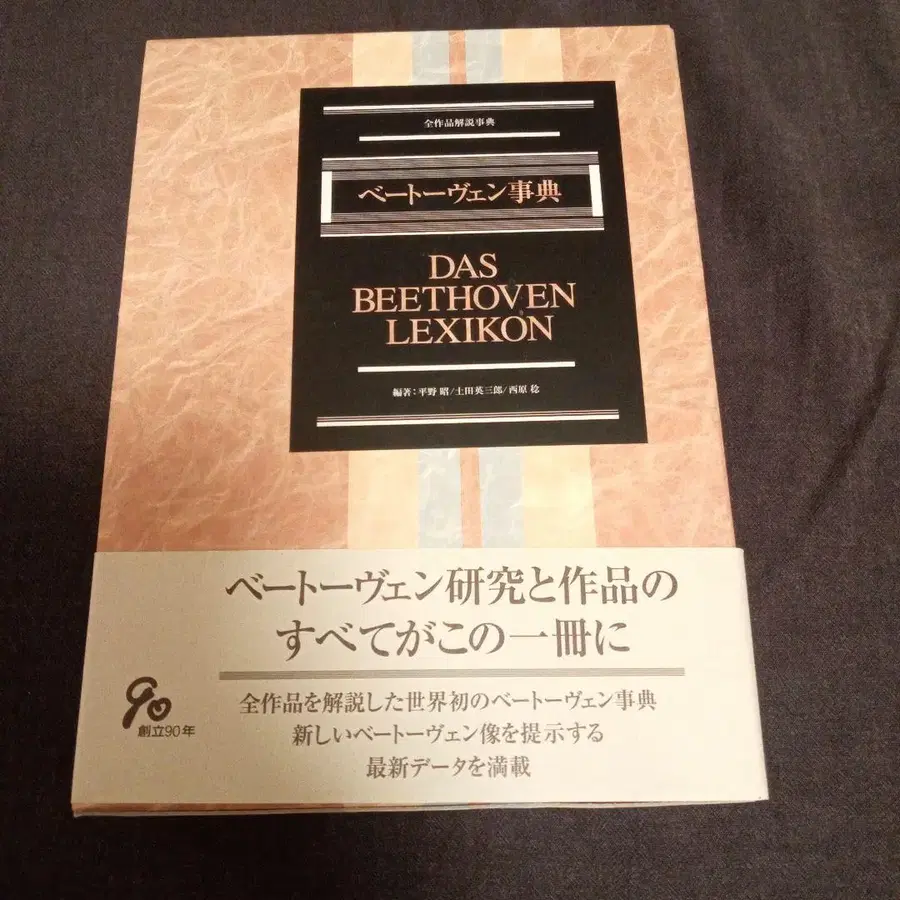 全作品解説事典
ベートーヴェン事典
DAS
BEETHOVEN
LEXIKON
編著:平野 昭/土田英三郎/西原 稔
ベートーヴェン研究と作品の
すべてがこの一冊に
全作品を解説した世界初のベートーヴェン事典
新しいベートーヴェン像を提示する
最新データを満載
90
創立90年